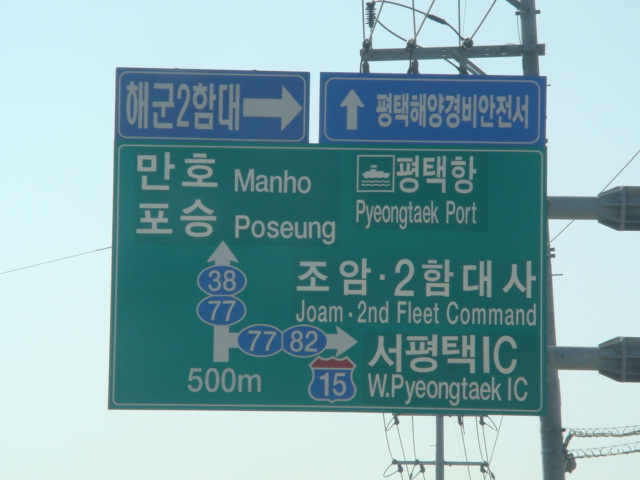 해군2함대
평택해양경비안전서
만호 Manho
포승 Poseung
평택항
Pyeongtaek Port
38
77
77 82
500m
조암·2함대사
Joam·2nd Fleet Command
서평택IC
W.Pyeongtaek IC
15